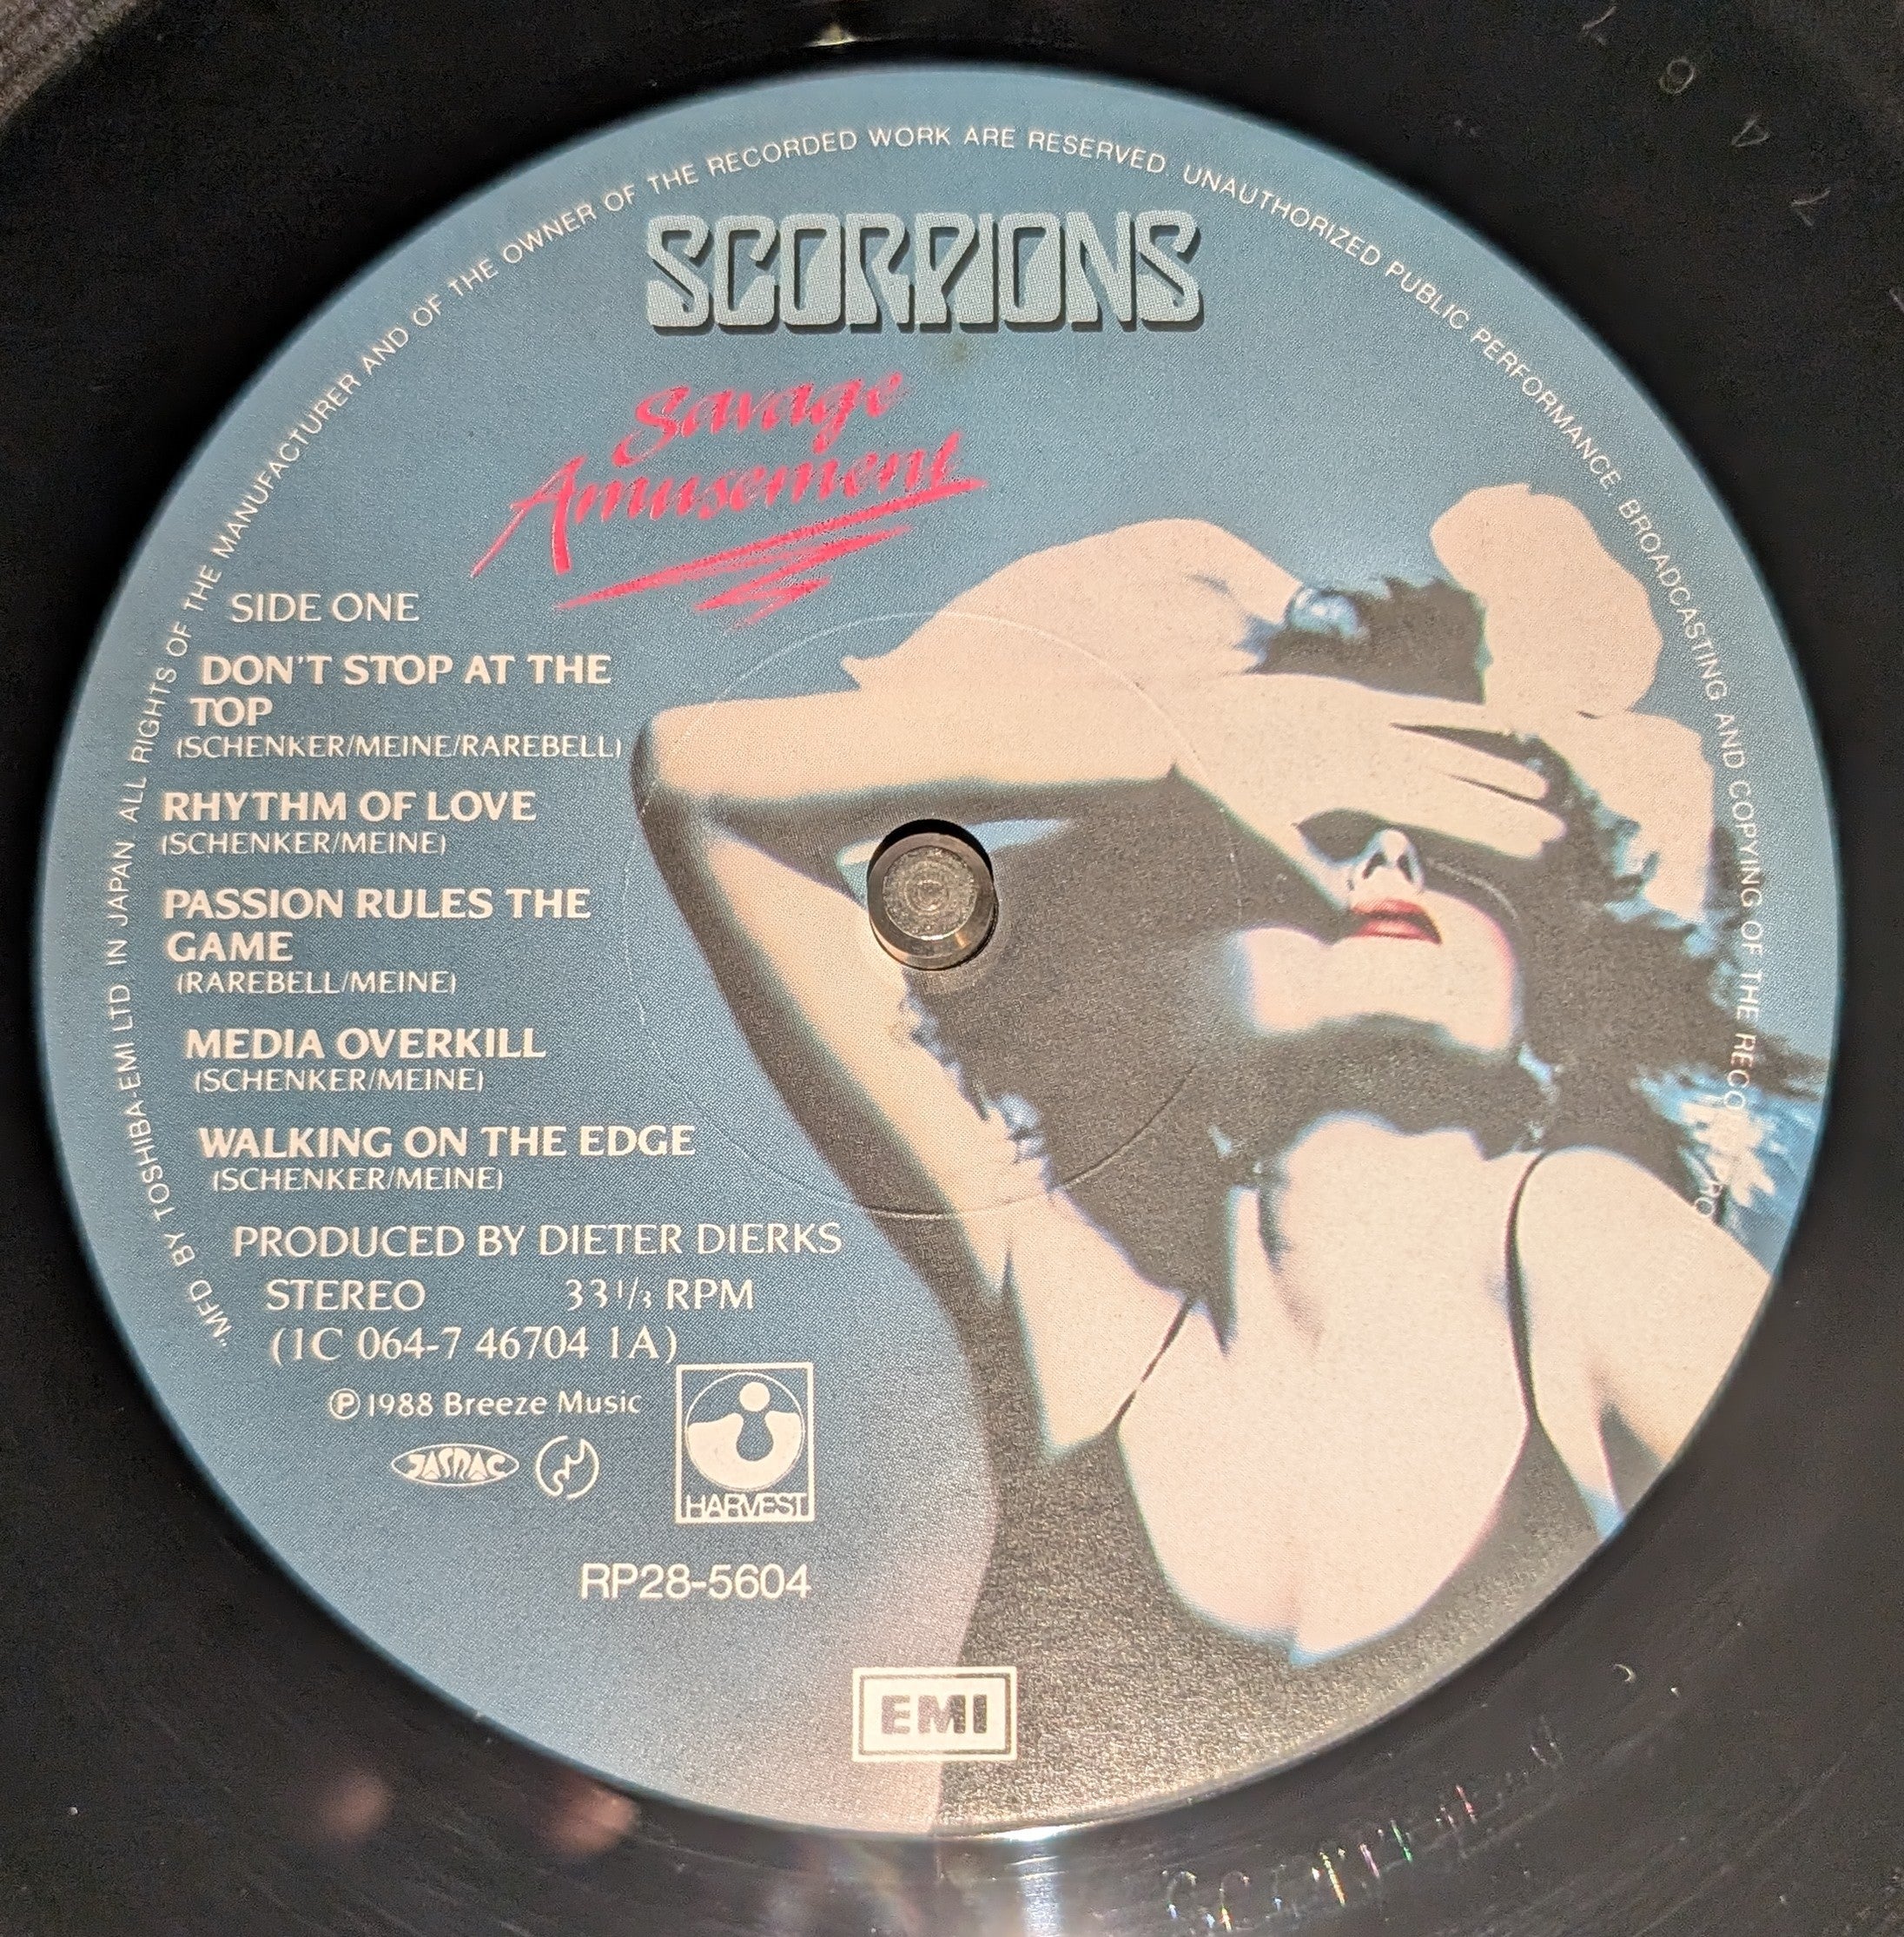 SCORPIONS
Savage
Amusement
SIDE ONE
DON'T STOP AT THE
TOP
(SCHENKER/MEINE/RAREBELL)
RHYTHM OF LOVE
(SCHENKER/MEINE)
PASSION RULES THE
GAME
(RAREBELL/MEINE)
MEDIA OVERKILL
(SCHENKER/MEINE)
WALKING ON THE EDGE
(SCHENKER/MEINE)
PRODUCED BY DIETER DIERKS
STEREO 33 1/3 RPM
(1C 064-7 46704 1A)
Ⓟ1988 Breeze Music
JASRAC
HARVEST
RP28-5604
EMI
"MFD. BY TOSHIBA-EMI LTD. IN JAPAN. ALL RIGHTS OF THE MANUFACTURER AND OF THE OWNER OF THE RECORDED WORK ARE RESERVED. UNAUTHORIZED PUBLIC PERFORMANCE, BROADCASTING AND COPYING OF THE